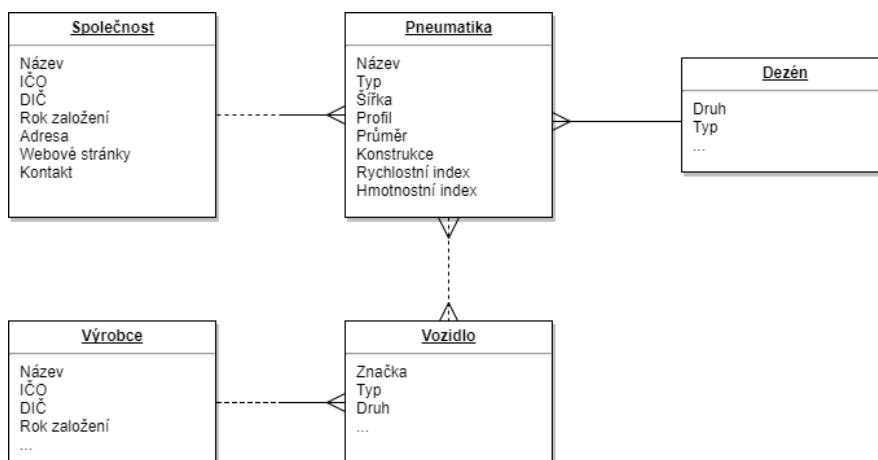 Společnost
Název
IČO
DIČ
Rok založení
Adresa
Webové stránky
Kontakt
Pneumatika
Název
Typ
Šířka
Profil
Průměr
Konstrukce
Rychlostní index
Hmotnostní index
Dezén
Druh
Typ
...
Výrobce
Název
IČO
DIČ
Rok založení
...
Vozidlo
Značka
Typ
Druh
...